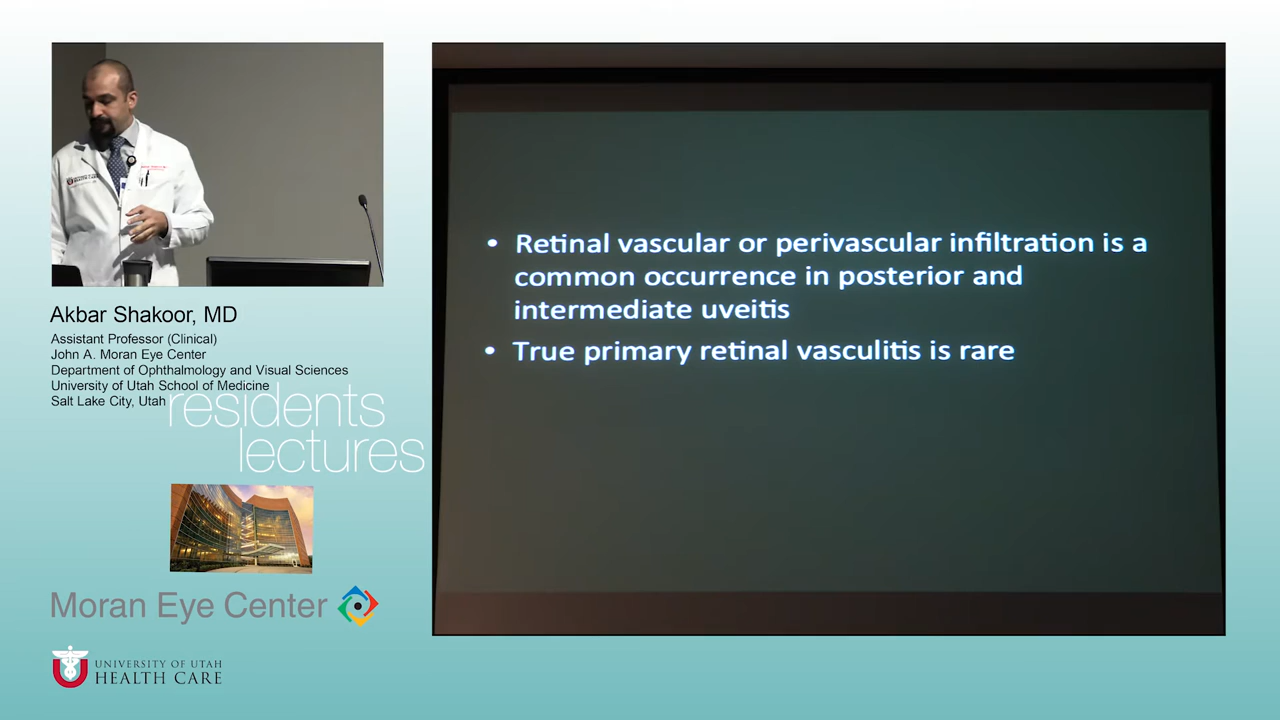 Akbar Shakoor, MD
Assistant Professor (Clinical)
John A. Moran Eye Center
Department of Ophthalmology and Visual Sciences
University of Utah School of Medicine
Salt Lake City, Utah
residents
lectures
Moran Eye Center
UNIVERSITY OF UTAH
HEALTH CARE
• Retinal vascular or perivascular infiltration is a
common occurrence in posterior and
intermediate uveitis
• True primary retinal vasculitis is rare